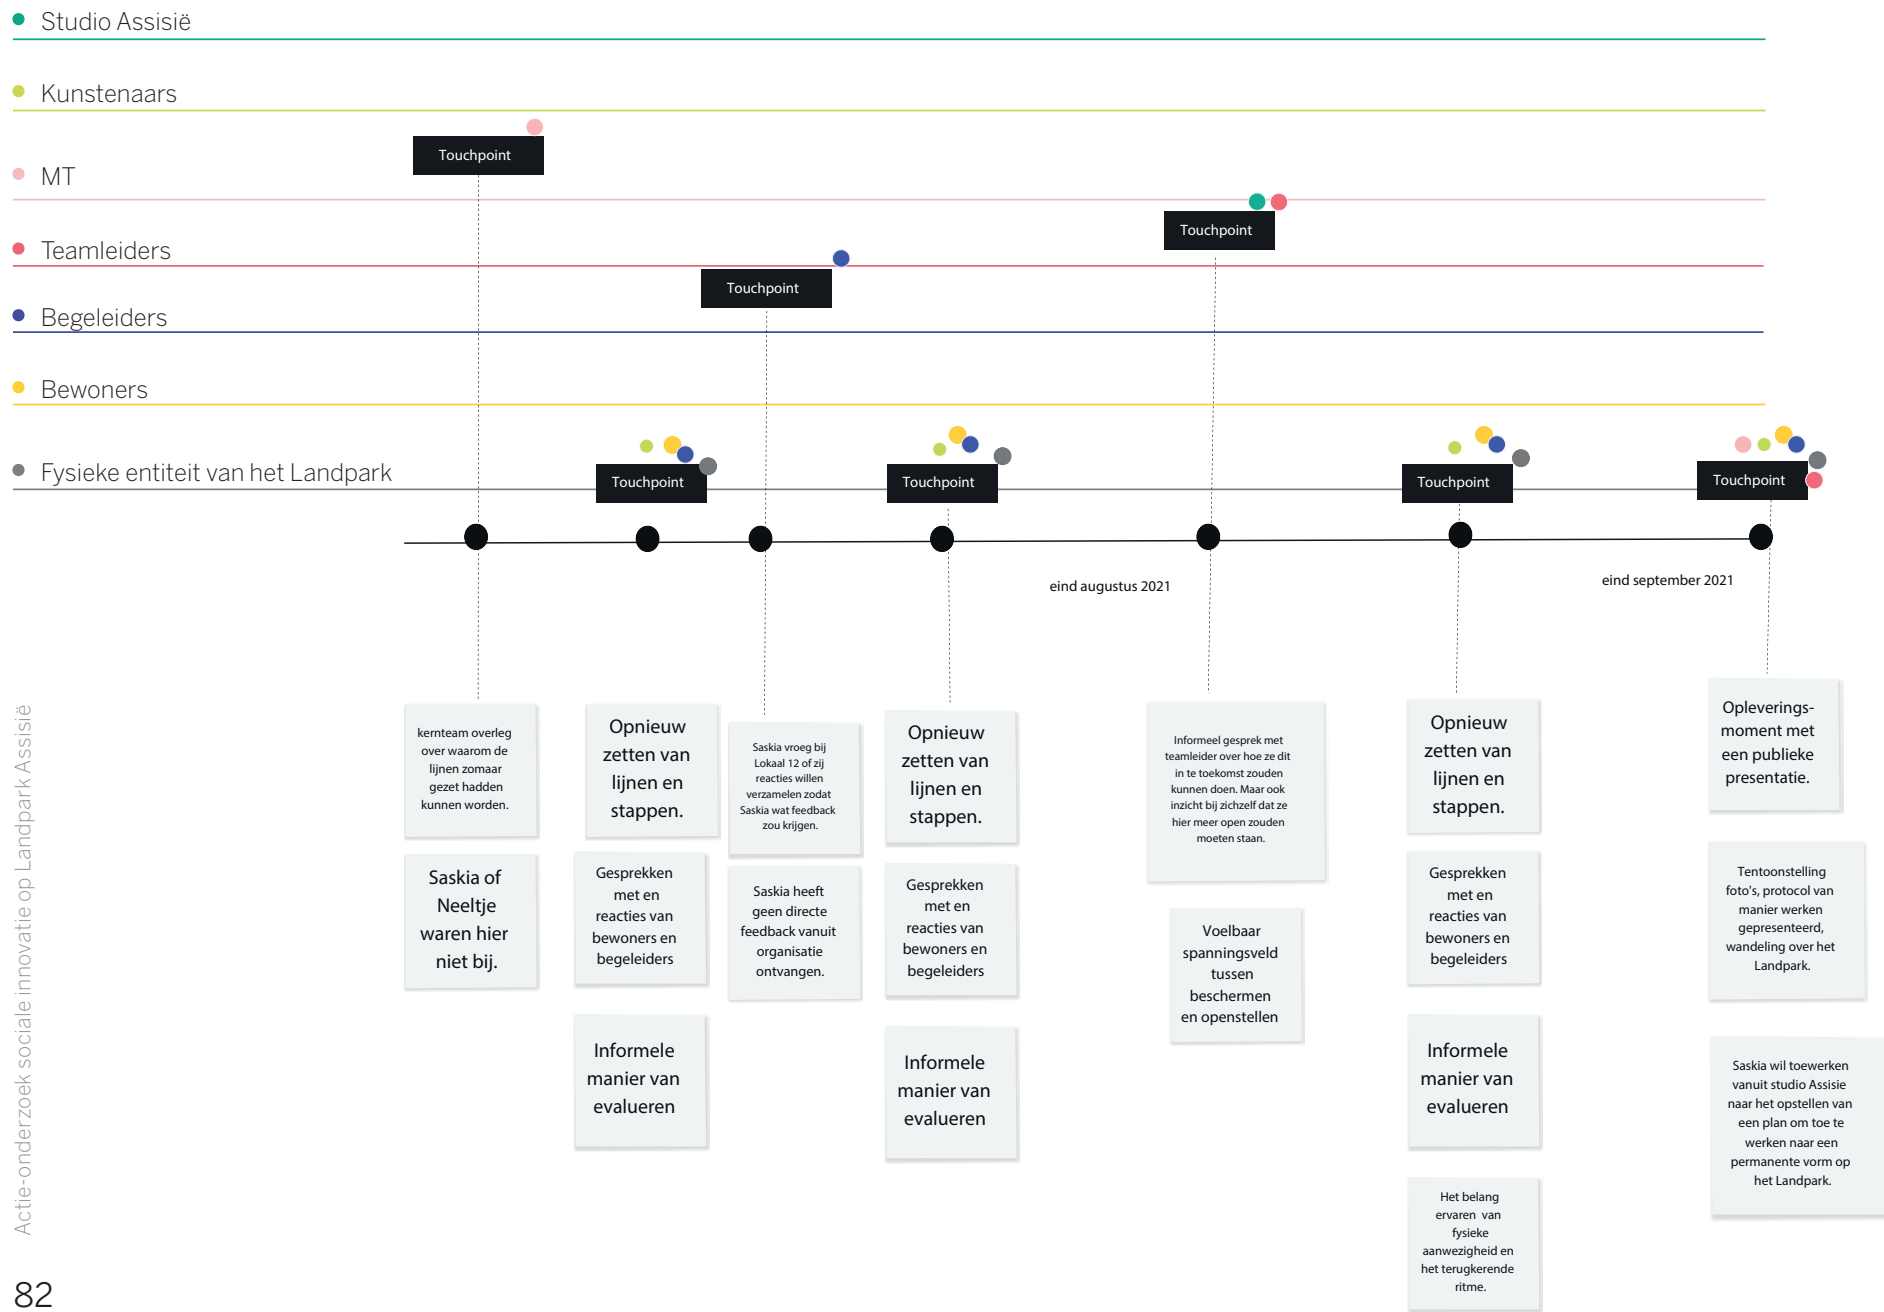 Studio Assisië
Kunstenaars
Touchpoint
MT
Touchpoint
Teamleiders
Touchpoint
Begeleiders
Bewoners
Fysieke entiteit van het Landpark
Touchpoint
Touchpoint
Touchpoint
Touchpoint
eind augustus 2021
eind september 2021
kernteam overleg
over waarom de
lijnen zomaar
gezet hadden
kunnen worden.
Saskia of
Neeltje
waren hier
niet bij.
Opnieuw
zetten van
lijnen en
stappen.
Gesprekken
met en
reacties van
bewoners en
begeleiders
Informele
manier van
evalueren
Saskia vroeg bij
Lokaal 12 of zij
reacties willen
verzamelen zodat
Saskia wat feedback
zou krijgen.
Saskia heeft
geen directe
feedback vanuit
organisatie
ontvangen.
Opnieuw
zetten van
lijnen en
stappen.
Gesprekken
met en
reacties van
bewoners en
begeleiders
Informele
manier van
evalueren
Informeel gesprek met
teamleider over hoe ze dit
in te toekomst zouden
kunnen doen. Maar ook
inzicht bij zichzelf dat ze
hier meer open zouden
moeten staan.
Voelbaar
spanningsveld
tussen
beschermen
en openstellen
Opnieuw
zetten van
lijnen en
stappen.
Gesprekken
met en
reacties van
bewoners en
begeleiders
Informele
manier van
evalueren
Het belang
ervaren van
fysieke
aanwezigheid en
het terugkerende
ritme.
Opleverings-
moment met
een publieke
presentatie.
Tentoonstelling
foto's, protocol van
manier werken
gepresenteerd,
wandeling over het
Landpark.
Saskia wil toewerken
vanuit studio Assisie
naar het opstellen van
een plan om toe te
werken naar een
permanente vorm op
het Landpark.
Actie-onderzoek sociale innovatie op Landpark Assisië
82